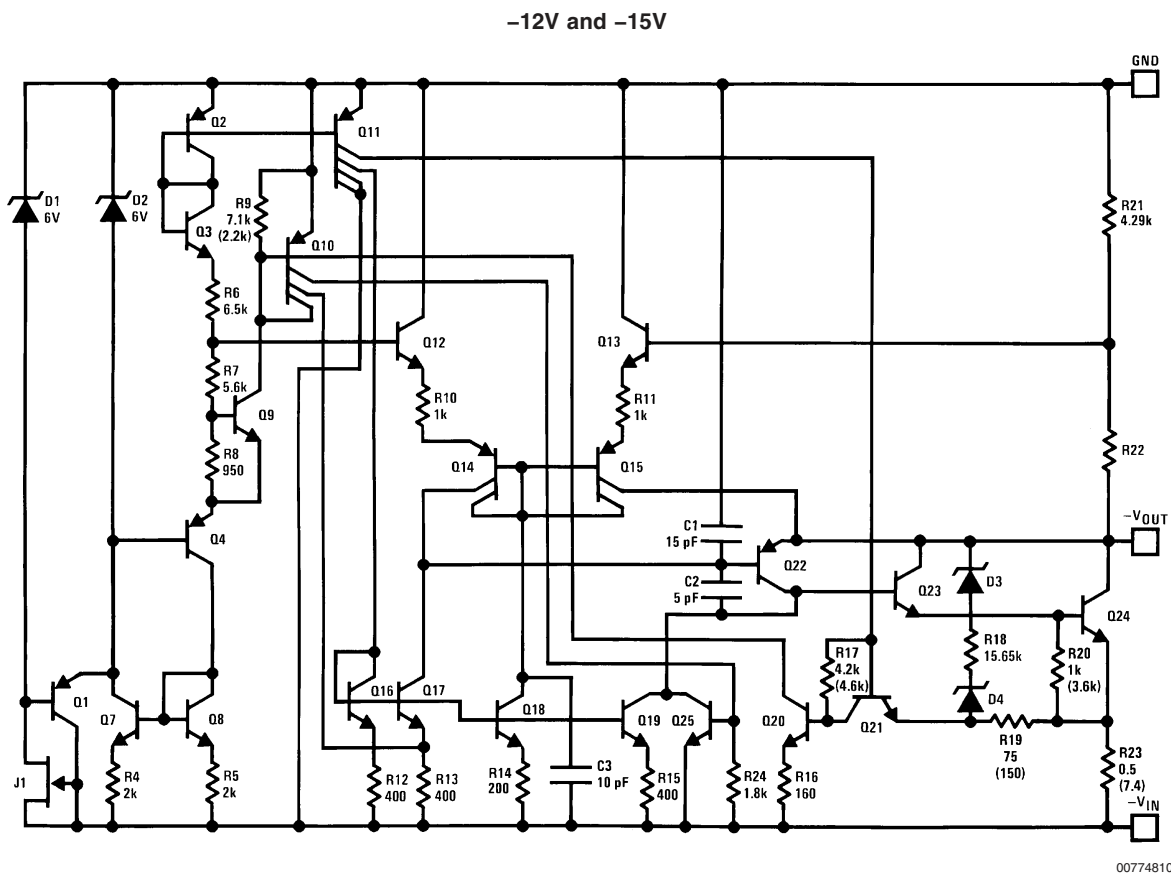 –12V and –15V
GND
Q2
Q11
D1
6V
D2
6V
R9
7.1k
(2.2k)
Q3
Q10
R21
4.29k
R6
6.5k
Q12
Q13
R7
5.6k
R10
1k
R11
1k
Q9
R8
950
Q14
Q15
R22
–VOUT
Q4
C1
15 pF
Q22
C2
5 pF
Q23
D3
Q24
R18
15.65k
R20
1k
(3.6k)
R17
4.2k
(4.6k)
Q1
Q7
Q8
Q16
Q17
Q18
Q19
Q25
Q20
Q21
D4
R19
75
(150)
J1
R4
2k
R5
2k
R12
400
R13
400
R14
200
C3
10 pF
R15
400
R24
1.8k
R16
160
R23
0.5
(7.4)
–VIN
00774810